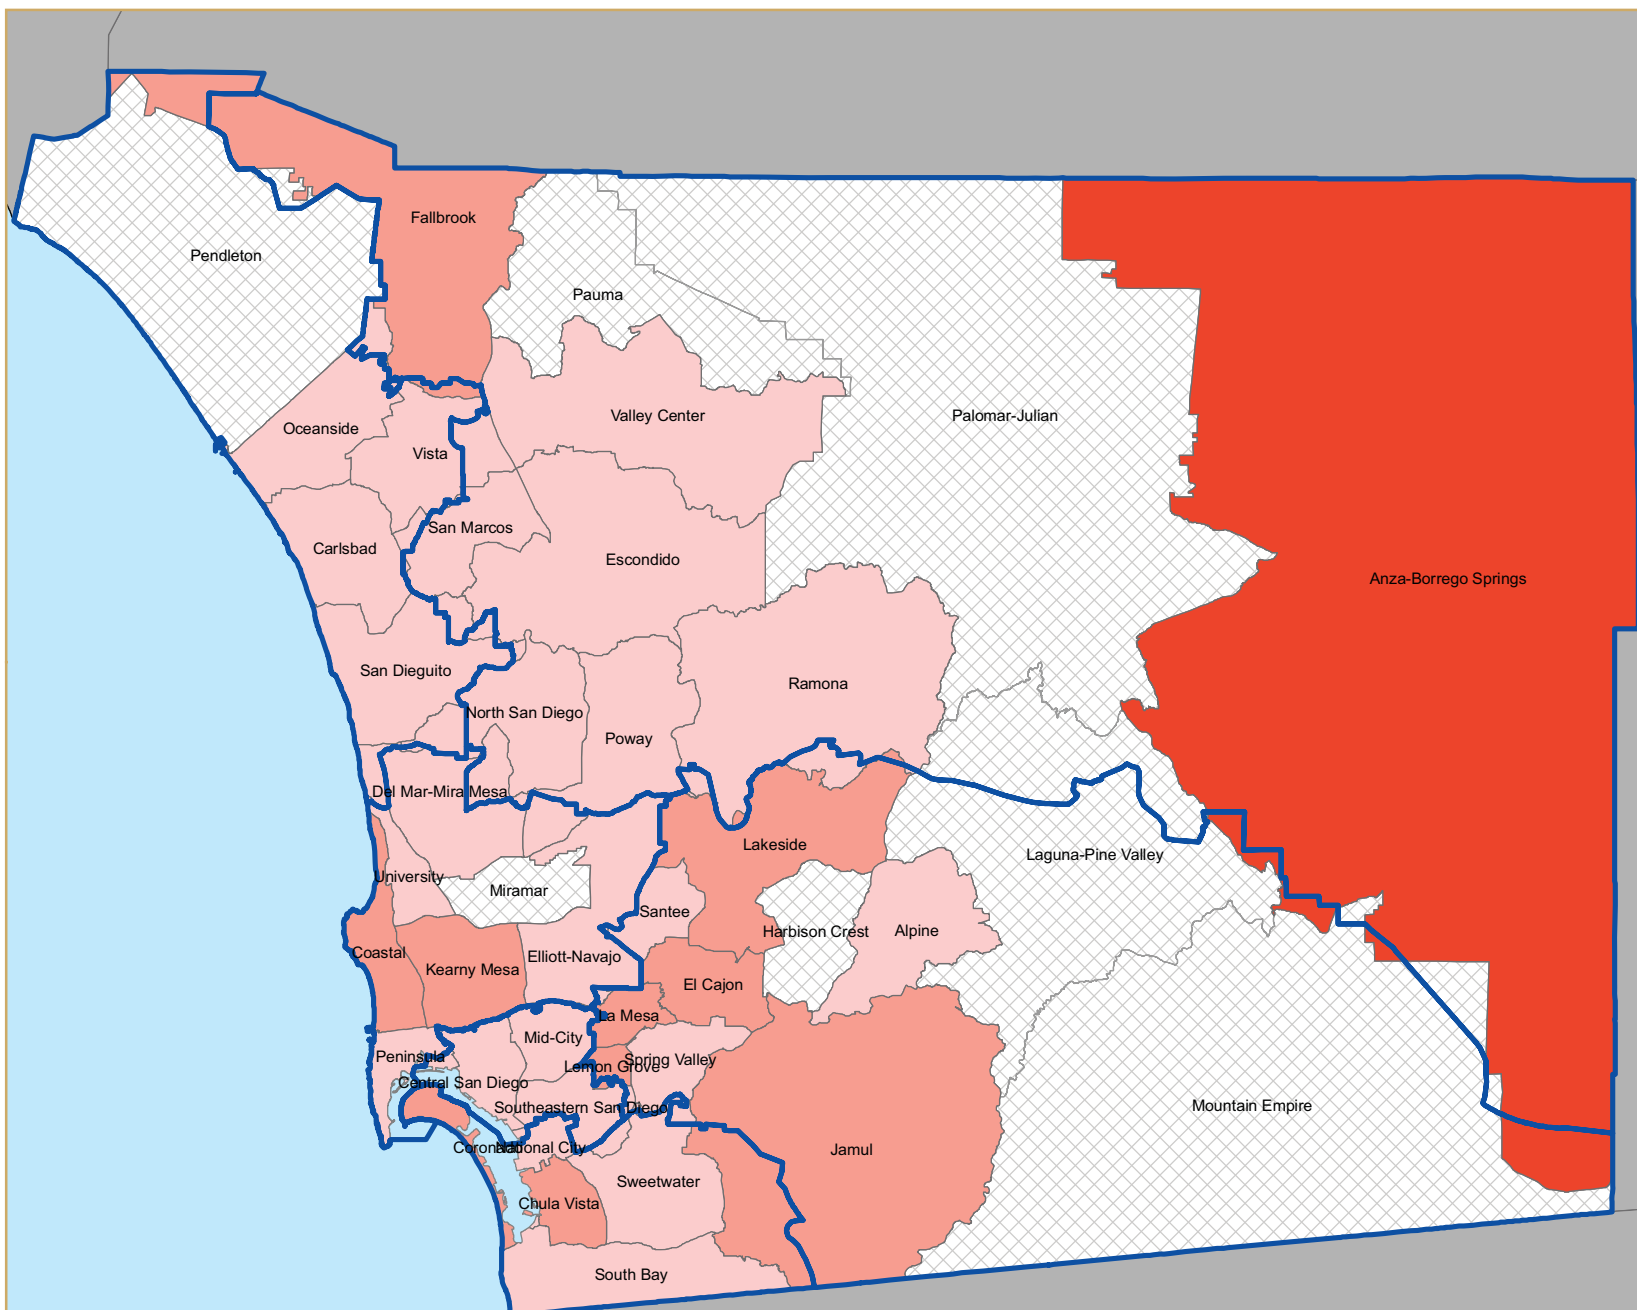 Fallbrook
Pendleton
Pauma
Valley Center
Palomar-Julian
Oceanside
Vista
San Marcos
Carlsbad
Escondido
Anza-Borrego Springs
San Dieguito
Ramona
North San Diego
Poway
Del Mar-Mira Mesa
Lakeside
Laguna-Pine Valley
University
Miramar
Santee
Harbison Crest
Alpine
Coastal
Elliott-Navajo
Kearny Mesa
El Cajon
La Mesa
Mid-City
Peninsula
Spring Valley
Lemon Grove
Central San Diego
Southeastern San Diego
Mountain Empire
Coronado
National City
Jamul
Sweetwater
Chula Vista
South Bay